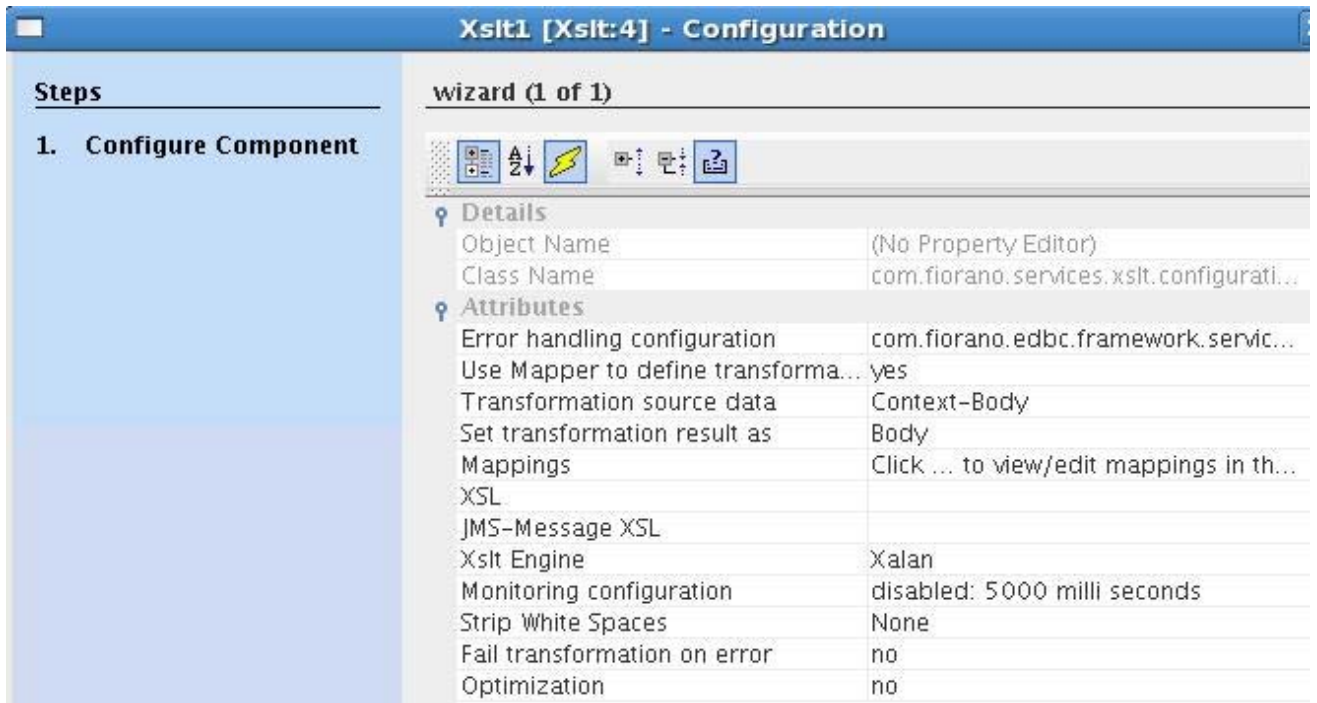 Xslt1 [Xslt:4] - Configuration
Steps
1. Configure Component
wizard (1 of 1)
Details
Object Name (No Property Editor)
Class Name com.fiorano.services.xslt.configurati...
Attributes
Error handling configuration com.fiorano.edbc.framework.servic...
Use Mapper to define transforma... yes
Transformation source data Context-Body
Set transformation result as Body
Mappings Click ... to view/edit mappings in th...
XSL
JMS-Message XSL
Xslt Engine Xalan
Monitoring configuration disabled: 5000 milli seconds
Strip White Spaces None
Fail transformation on error no
Optimization no